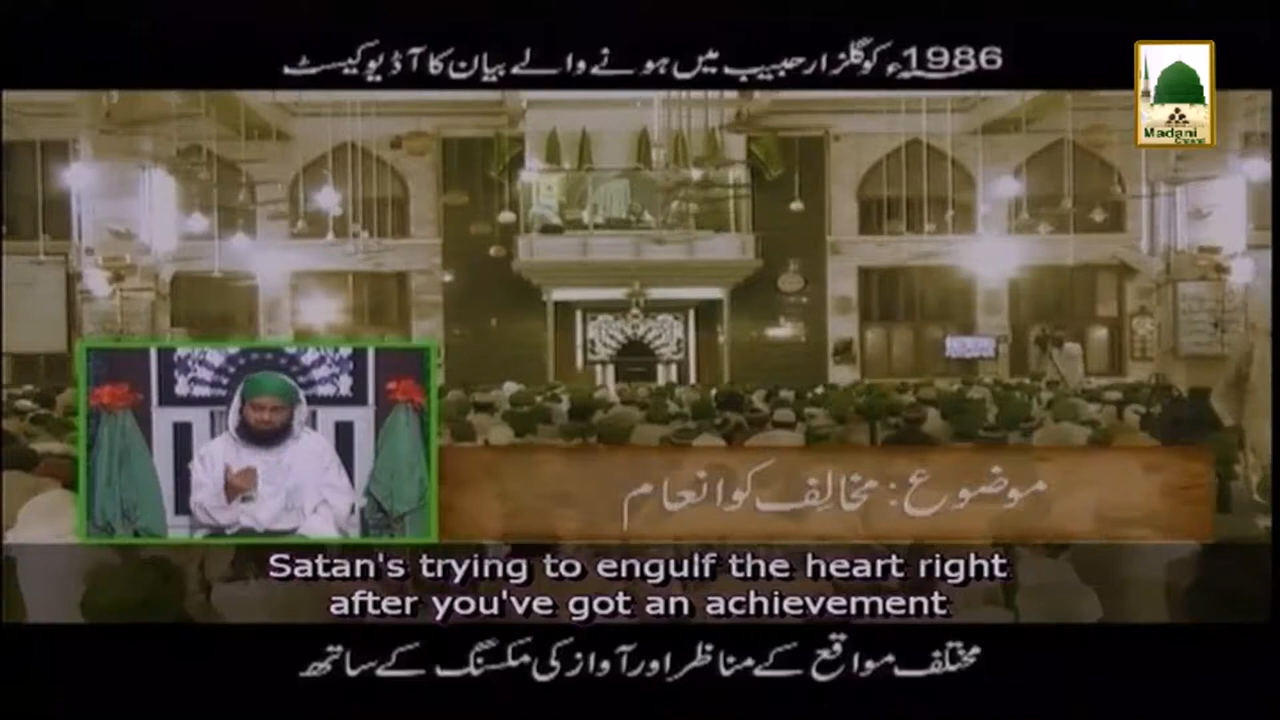 1986ء کو گلزار حبیب میں ہونے والے بیان کا آڈیو کیسٹ
Madani
موضوع: مخالِف کو انعام
Satan's trying to engulf the heart right
after you've got an achievement
مختلف مواقع کے مناظر اور آواز کی مکسنگ کے ساتھ